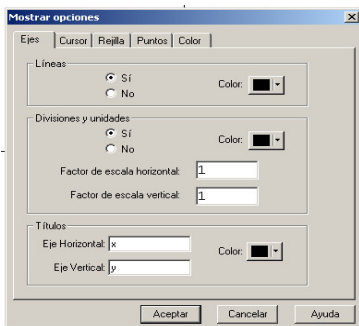 Mostrar opciones
Ejes Cursor Rejilla Puntos Color
Líneas
Sí
No
Color:
Divisiones y unidades
Sí
No
Color:
Factor de escala horizontal: 1
Factor de escala vertical: 1
Títulos
Eje Horizontal: x
Eje Vertical: y
Color:
Aceptar Cancelar Ayuda